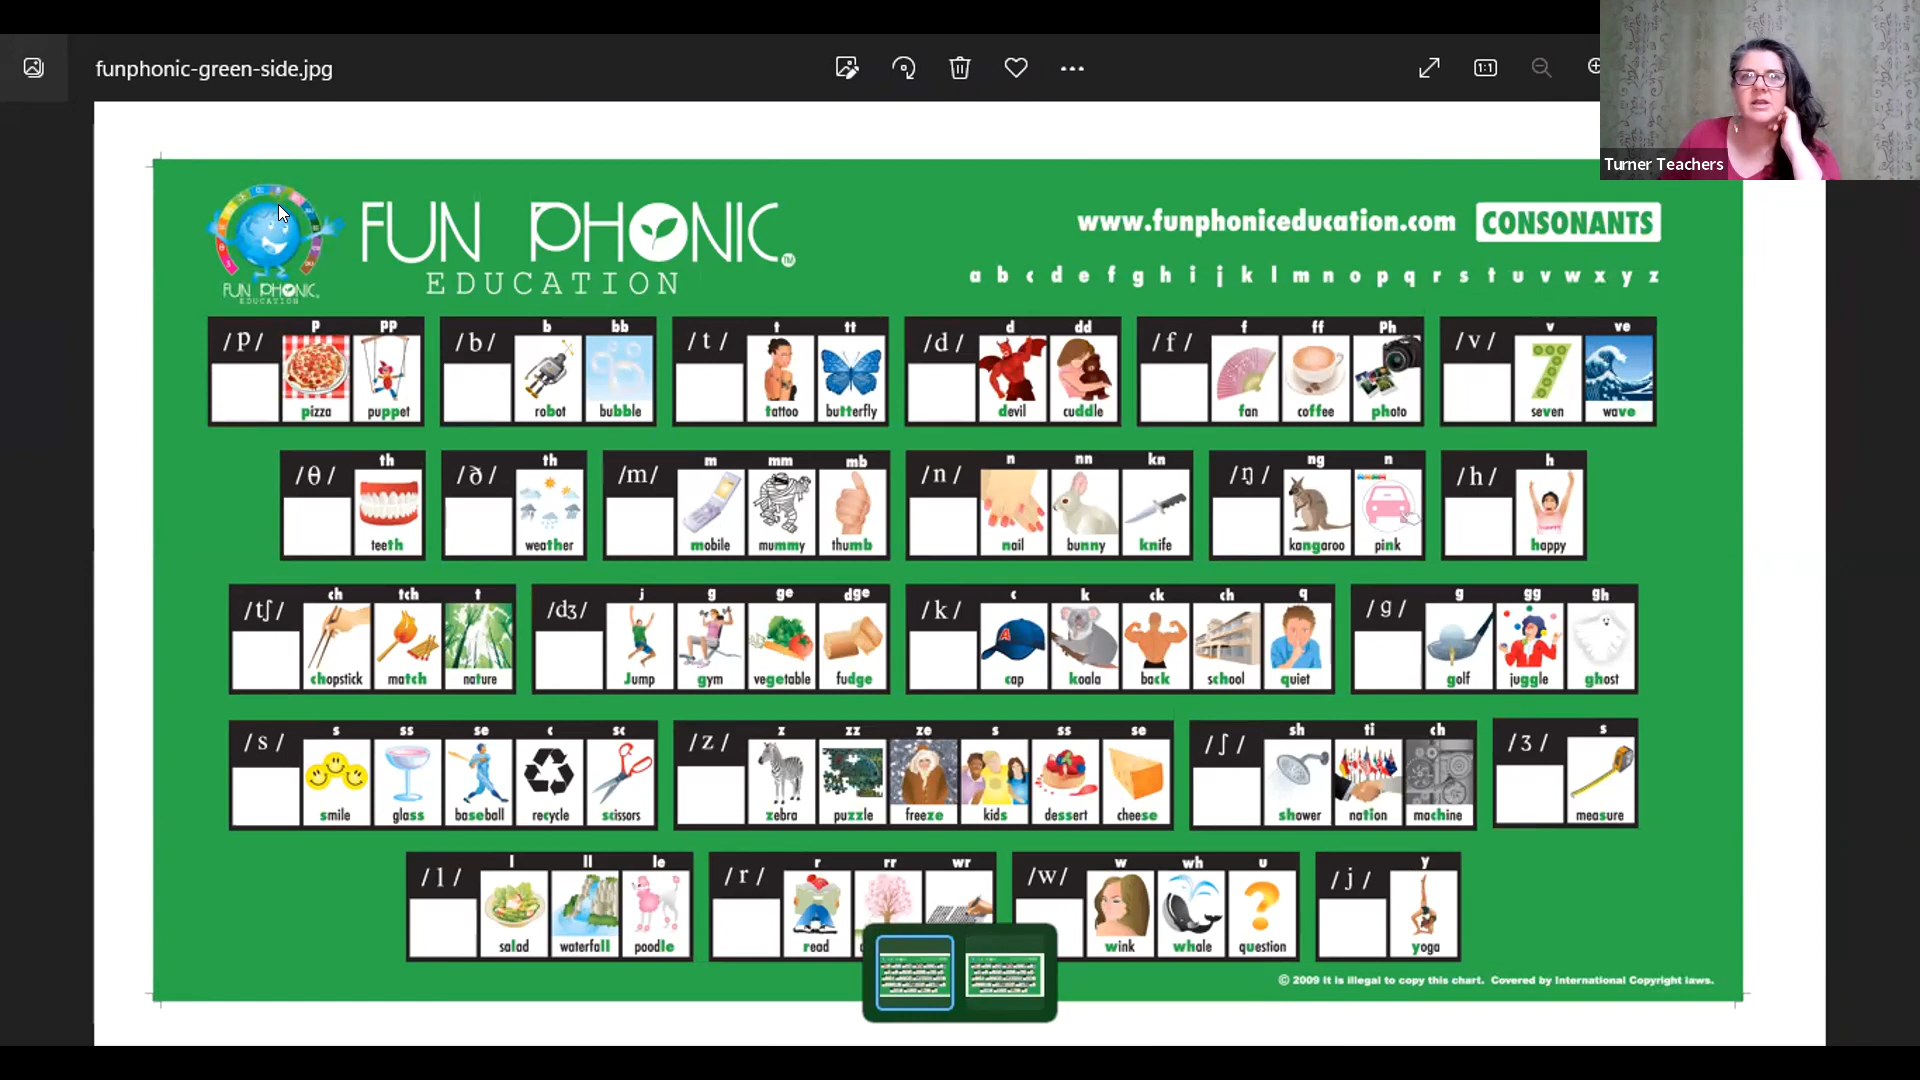 funphonic-green-side.jpg
Turner Teachers
FUN PHONIC
EDUCATION
FUN PHONIC
EDUCATION
www.funphoniceducation.com CONSONANTS
a b c d e f g h i j k l m n o p q r s t u v w x y z
/p/ p pp /b/ b bb /t/ t tt /d/ d dd /f/ f ff Ph /v/ v ve
pizza puppet robot bubble tattoo butterfly devil cuddle fan coffee photo seven wave
/θ/ th /ð/ th /m/ m mm mb /n/ n nn kn /ŋ/ ng n /h/ h
teeth weather mobile mummy thumb nail bunny knife kangaroo pink happy
/tʃ/ ch tch t /dʒ/ j g ge dge /k/ c k ck ch q /g/ g gg gh
chopstick match nature Jump gym vegetable fudge cap koala back school quiet golf juggle ghost
/s/ s ss se c sc /z/ z zz ze s ss se /ʃ/ sh ti ch /ʒ/ s
smile glass baseball recycle scissors zebra puzzle freeze kids dessert cheese shower nation machine measure
/l/ l ll le /r/ r rr wr /w/ w wh u /j/ y
salad waterfall poodle read wink whale question yoga
© 2009 It is illegal to copy this chart. Covered by International Copyright laws.